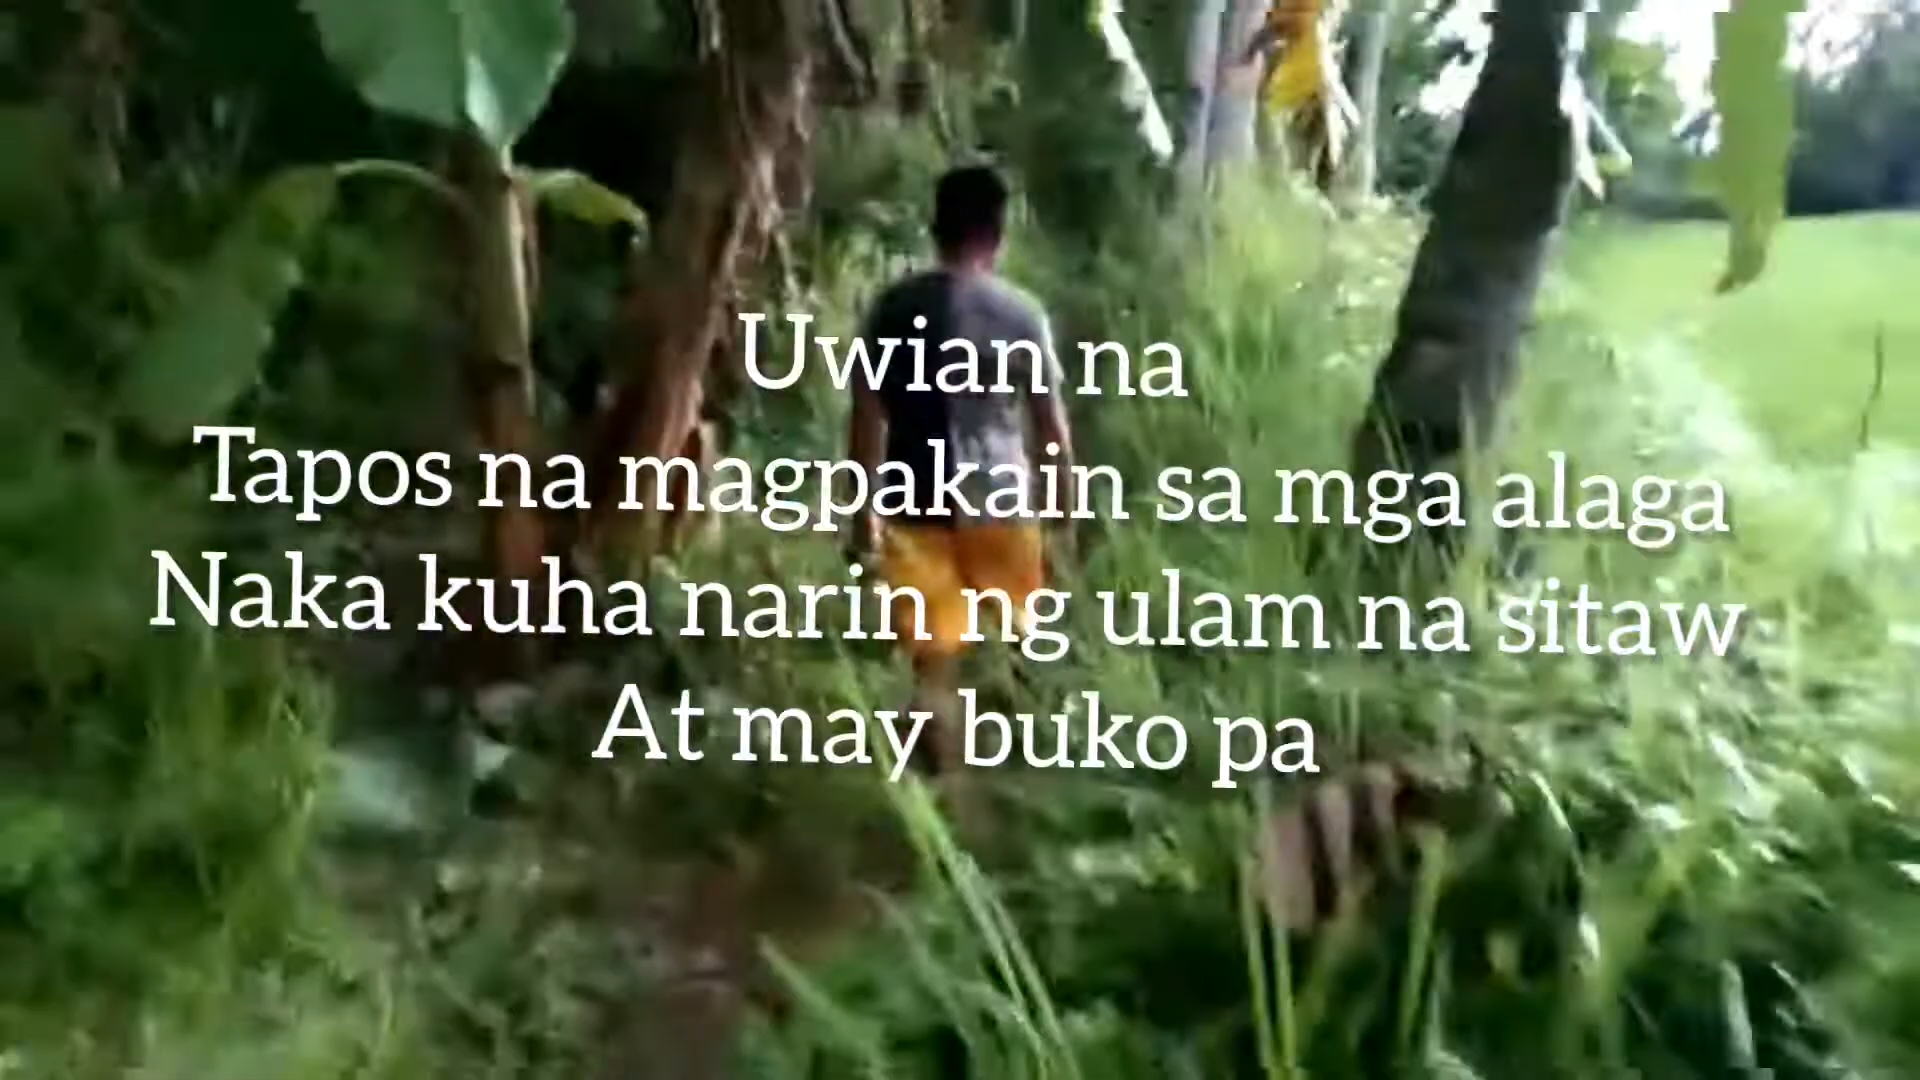 Uwian na
Tapos na magpakain sa mga alaga
Naka kuha narin ng ulam na sitaw
At may buko pa